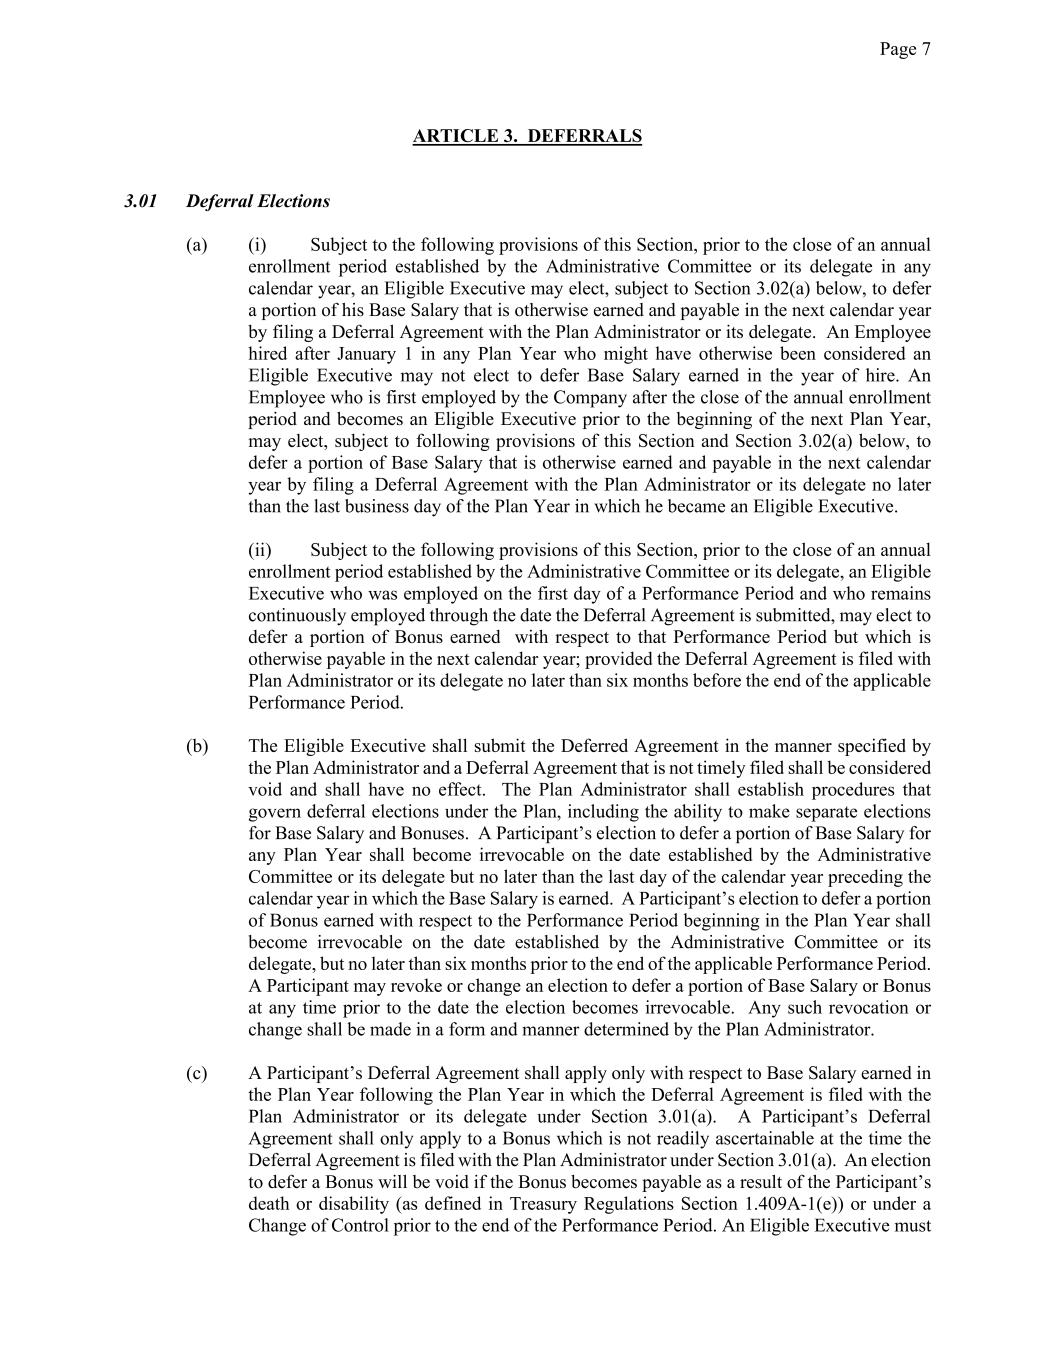 Page 7
ARTICLE 3.  DEFERRALS
3.01 Deferral Elections
(a) (i) Subject to the following provisions of this Section, prior to the close of an annual
enrollment period established by the Administrative Committee or its delegate in any
calendar year, an Eligible Executive may elect, subject to Section 3.02(a) below, to defer
a portion of his Base Salary that is otherwise earned and payable in the next calendar year
by filing a Deferral Agreement with the Plan Administrator or its delegate.  An Employee
hired after January 1 in any Plan Year who might have otherwise been considered an
Eligible Executive may not elect to defer Base Salary earned in the year of hire. An
Employee who is first employed by the Company after the close of the annual enrollment
period and becomes an Eligible Executive prior to the beginning of the next Plan Year,
may elect, subject to following provisions of this Section and Section 3.02(a) below, to
defer a portion of Base Salary that is otherwise earned and payable in the next calendar
year by filing a Deferral Agreement with the Plan Administrator or its delegate no later
than the last business day of the Plan Year in which he became an Eligible Executive.
(ii) Subject to the following provisions of this Section, prior to the close of an annual
enrollment period established by the Administrative Committee or its delegate, an Eligible
Executive who was employed on the first day of a Performance Period and who remains
continuously employed through the date the Deferral Agreement is submitted, may elect to
defer a portion of Bonus earned  with respect to that Performance Period but which is
otherwise payable in the next calendar year; provided the Deferral Agreement is filed with
Plan Administrator or its delegate no later than six months before the end of the applicable
Performance Period.
(b) The Eligible Executive shall submit the Deferred Agreement in the manner specified by
the Plan Administrator and a Deferral Agreement that is not timely filed shall be considered
void and shall have no effect.  The Plan Administrator shall establish procedures that
govern deferral elections under the Plan, including the ability to make separate elections
for Base Salary and Bonuses.  A Participant’s election to defer a portion of Base Salary for
any Plan Year shall become irrevocable on the date established by the Administrative
Committee or its delegate but no later than the last day of the calendar year preceding the
calendar year in which the Base Salary is earned.  A Participant’s election to defer a portion
of Bonus earned with respect to the Performance Period beginning in the Plan Year shall
become irrevocable on the date established by the Administrative Committee or its
delegate, but no later than six months prior to the end of the applicable Performance Period.
A Participant may revoke or change an election to defer a portion of Base Salary or Bonus
at any time prior to the date the election becomes irrevocable.  Any such revocation or
change shall be made in a form and manner determined by the Plan Administrator.
(c) A Participant’s Deferral Agreement shall apply only with respect to Base Salary earned in
the Plan Year following the Plan Year in which the Deferral Agreement is filed with the
Plan Administrator or its delegate under Section 3.01(a).  A Participant’s Deferral
Agreement shall only apply to a Bonus which is not readily ascertainable at the time the
Deferral Agreement is filed with the Plan Administrator under Section 3.01(a).  An election
to defer a Bonus will be void if the Bonus becomes payable as a result of the Participant’s
death or disability (as defined in Treasury Regulations Section 1.409A-1(e)) or under a
Change of Control prior to the end of the Performance Period. An Eligible Executive must